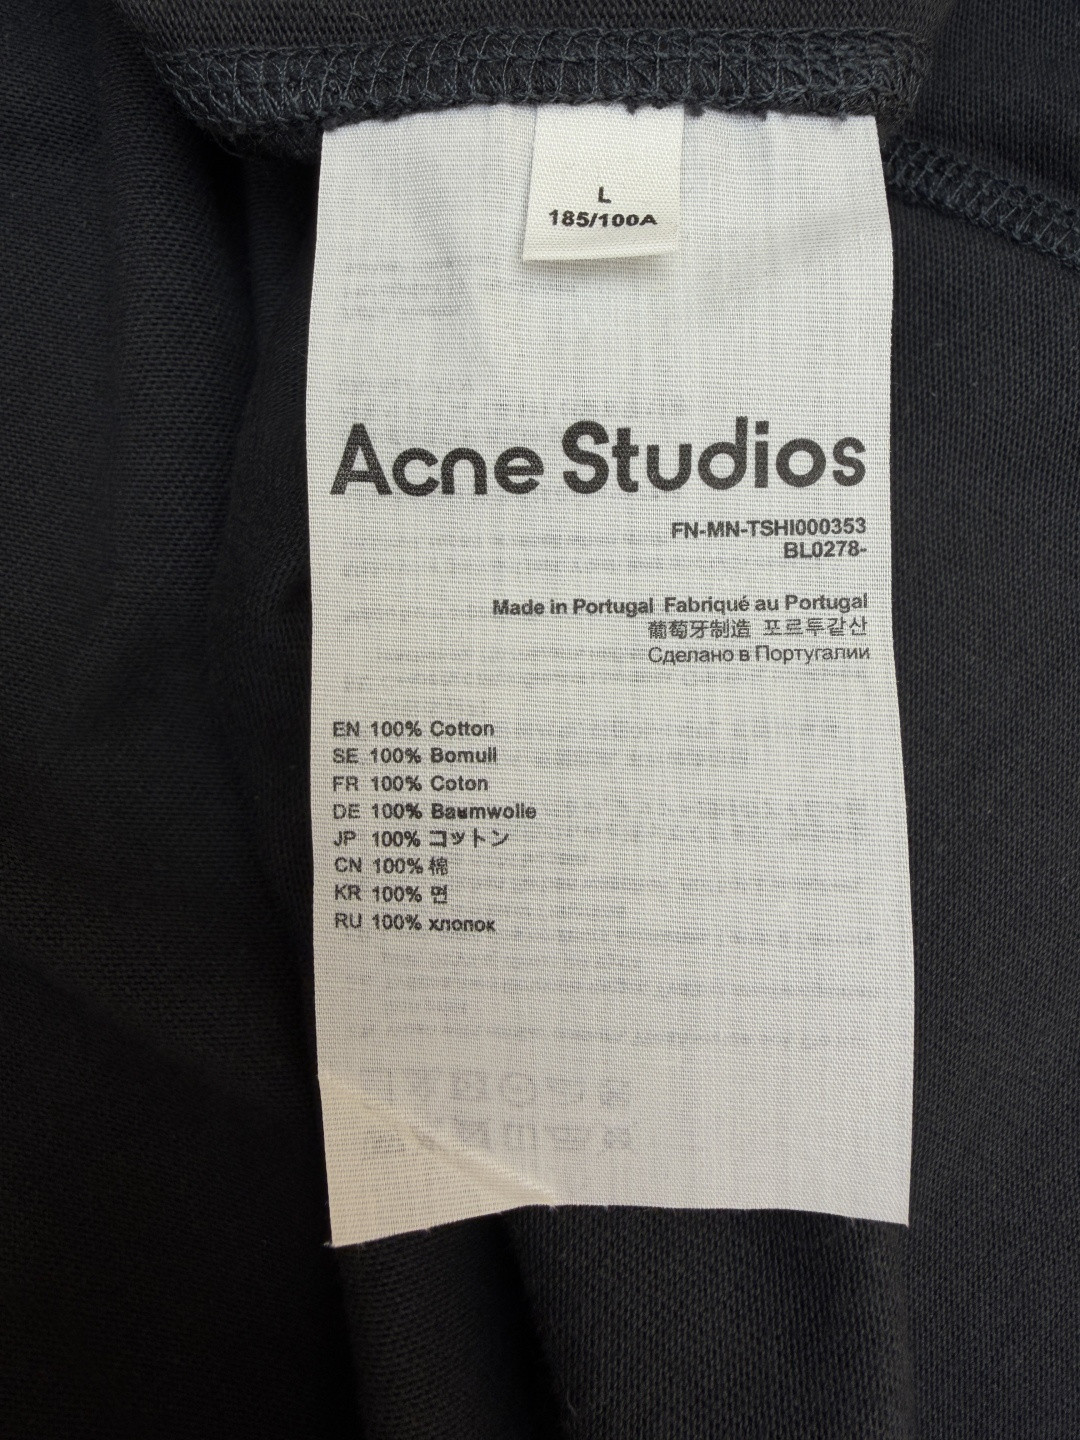 L
185/100A
Acne Studios
FN-MN-TSHI000353
BL0278-
Made in Portugal Fabriqué au Portugal
葡萄牙制造 포르투갈산
Сделано в Португалии
EN 100% Cotton
SE 100% Bomull
FR 100% Coton
DE 100% Baumwolle
JP 100% コットン
CN 100% 棉
KR 100% 면
RU 100% хлопок